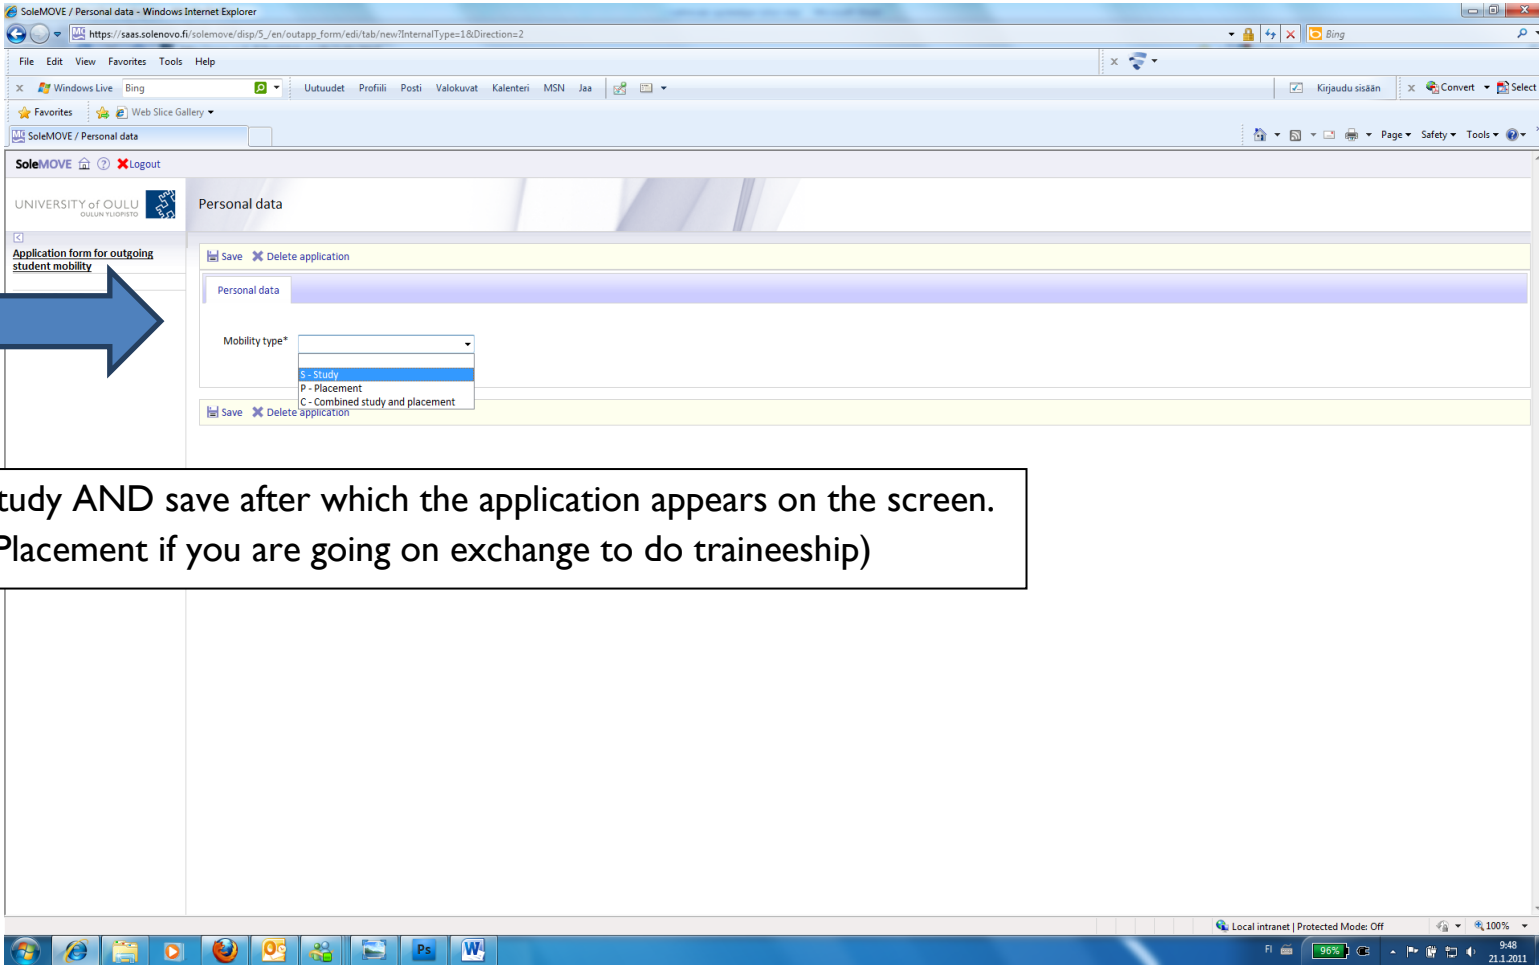 SoleMOVE / Personal data - Windows Internet Explorer
https://saas.solenovo.fi/solemove/disp/5_/en/outapp_form/edi/tab/new?InternalType=1&Direction=2
Bing
File Edit View Favorites Tools Help
x
x Windows Live Bing Uutuudet Profiili Posti Valokuvat Kalenteri MSN Jaa Kirjaudu sisään x Convert Select
Favorites Web Slice Gallery
SoleMOVE / Personal data
Page Safety Tools
SoleMOVE Logout
UNIVERSITY of OULU
OULUN YLIOPISTO
Personal data
Application form for outgoing
student mobility
Save Delete application
Personal data
Mobility type*
S - Study
P - Placement
C - Combined study and placement
Save Delete application
tudy AND save after which the application appears on the screen.
Placement if you are going on exchange to do traineeship)
Local intranet | Protected Mode: Off 100%
Ps W
FI 96% 9:48
21.1.2011